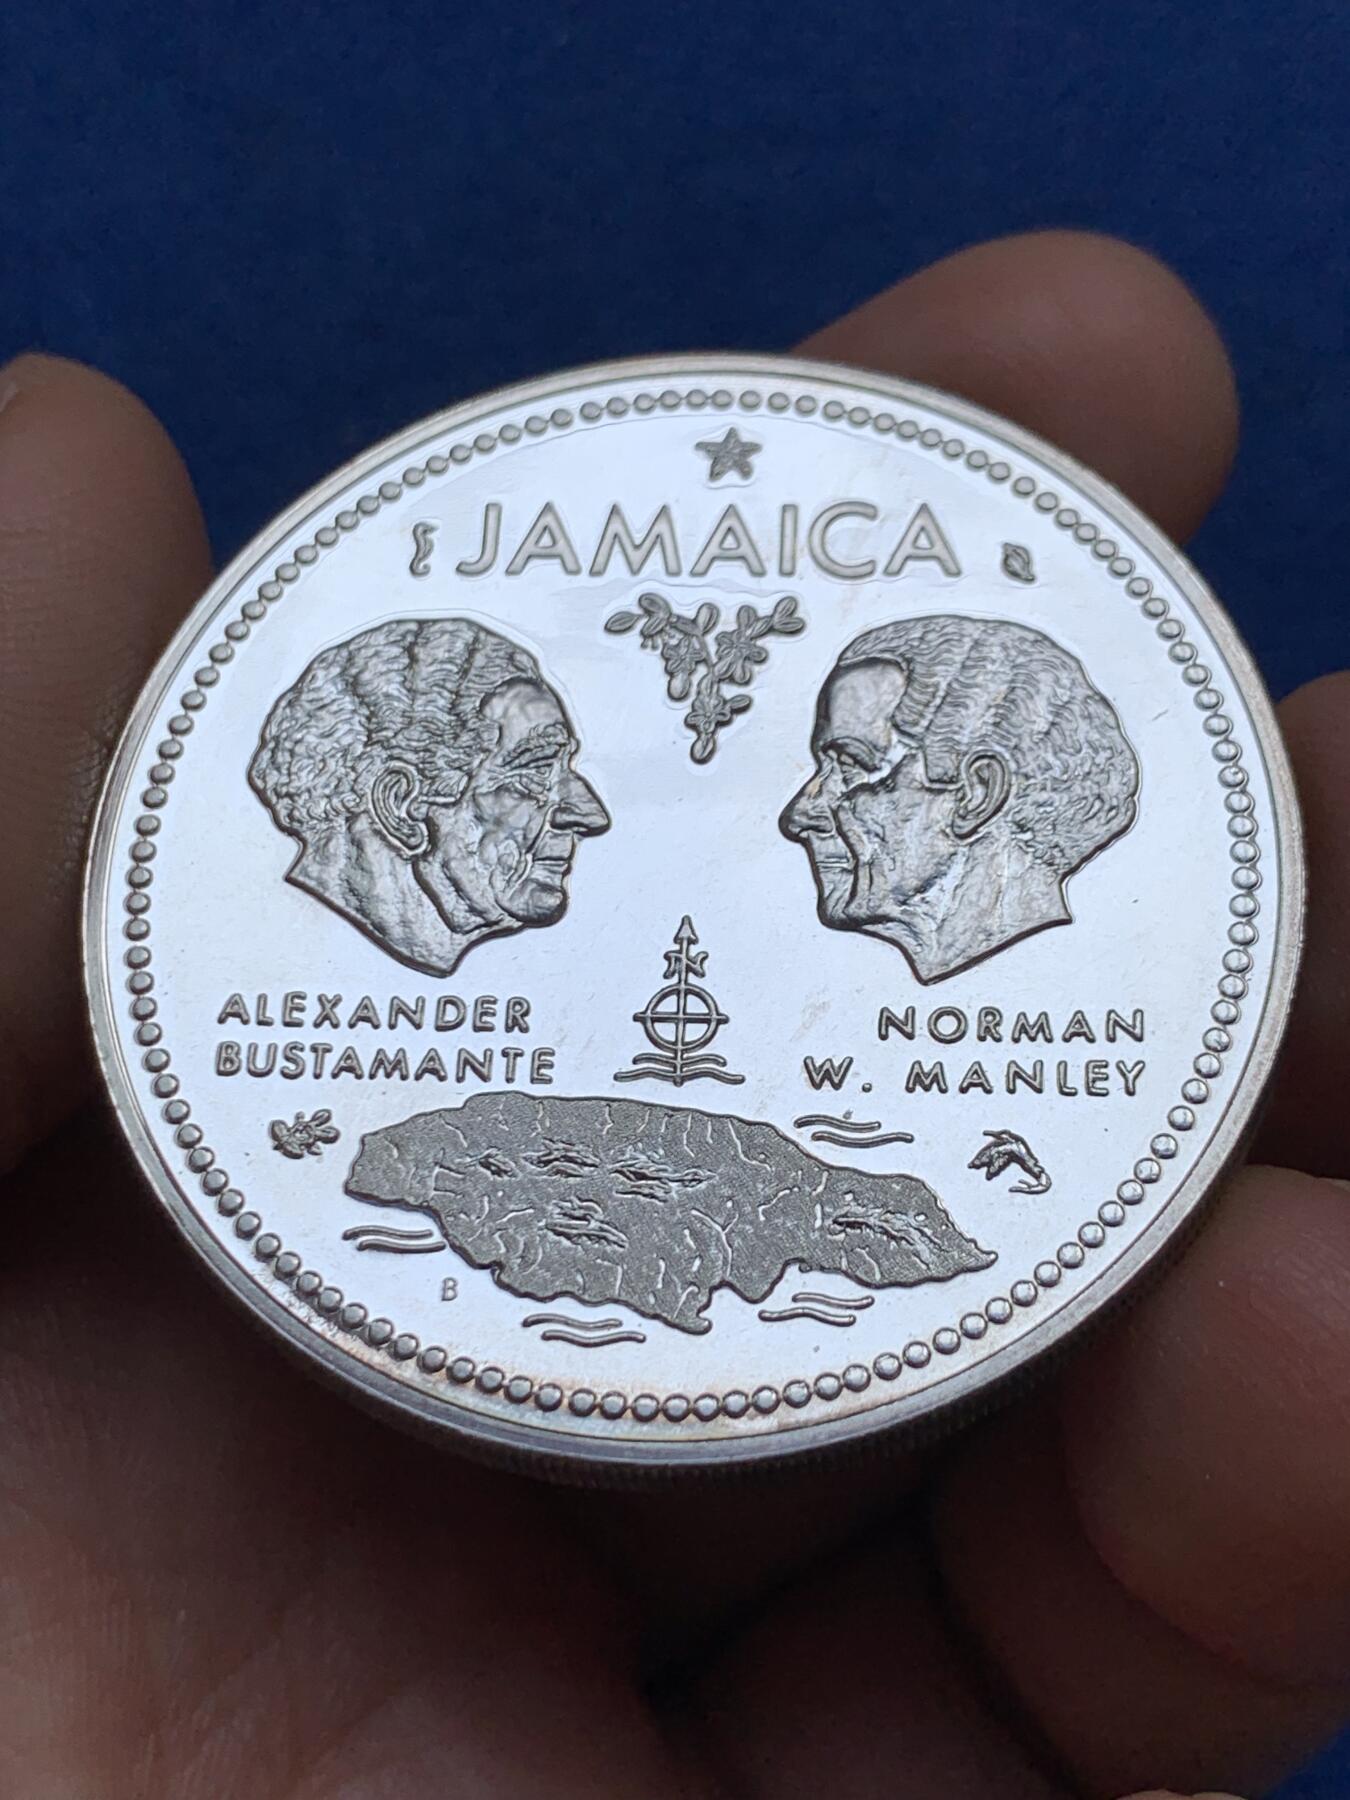 JAMAICA
N
ALEXANDER
BUSTAMANTE
NORMAN
W. MANLEY
B